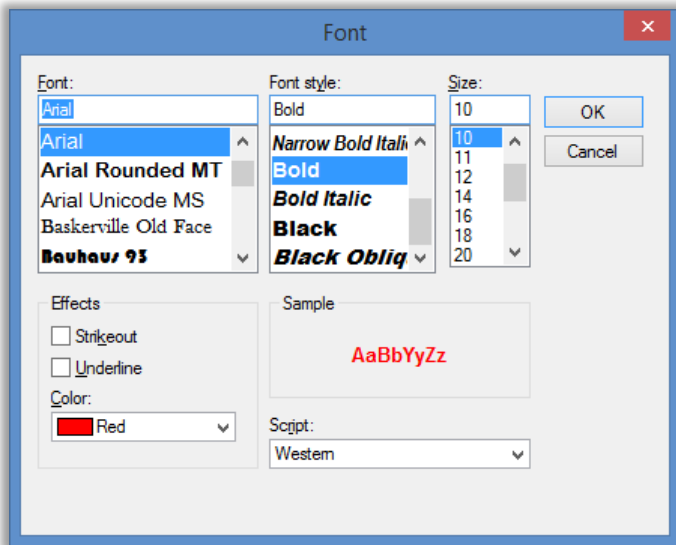 Font
Font:
Arial
Arial
Arial Rounded MT
Arial Unicode MS
Baskerville Old Face
Bauhaus 93
Font style:
Bold
Narrow Bold Itali
Bold
Bold Italic
Black
Black Obliq
Size:
10
10
11
12
14
16
18
20
OK
Cancel
Effects
Strikeout
Underline
Color:
Red
Sample
AaBbYyZz
Script:
Western